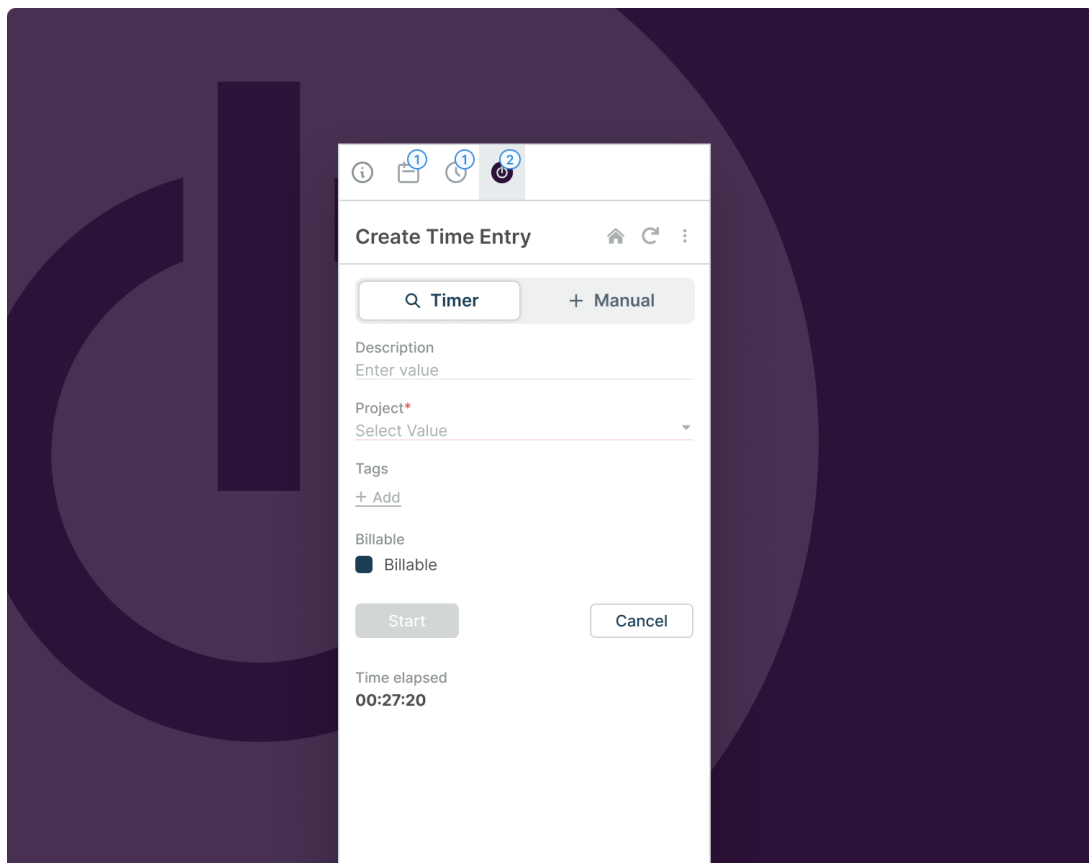 1
1
2
Create Time Entry
Timer
+ Manual
Description
Enter value
Project*
Select Value
Tags
+ Add
Billable
Billable
Start
Cancel
Time elapsed
00:27:20